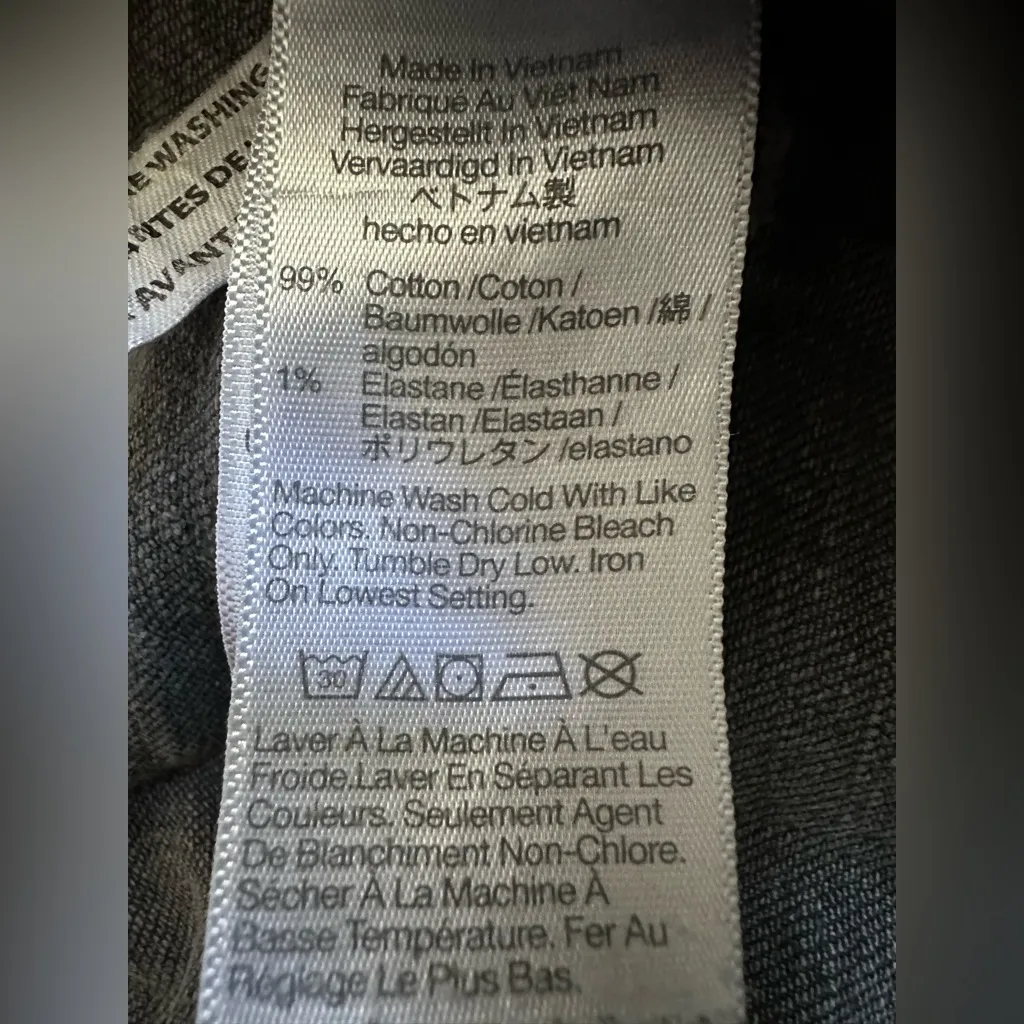 WASHING
AVANT
Made In Vietnam
Fabriqué Au Viet Nam
Hergestellt In Vietnam
Vervaardigd In Vietnam
ベトナム製
hecho en vietnam
99% Cotton /Coton /
Baumwolle /Katoen /綿 /
algodón
1% Elastane /Élasthanne /
Elastan /Elastaan /
ポリウレタン /elastano
Machine Wash Cold With Like
Colors. Non-Chlorine Bleach
Only. Tumble Dry Low. Iron
On Lowest Setting.
30
Laver À La Machine À L'eau
Froide.Laver En Séparant Les
Couleurs. Seulement Agent
De Blanchiment Non-Chlore.
Sécher À La Machine À
Basse Température. Fer Au
Réglage Le Plus Bas.